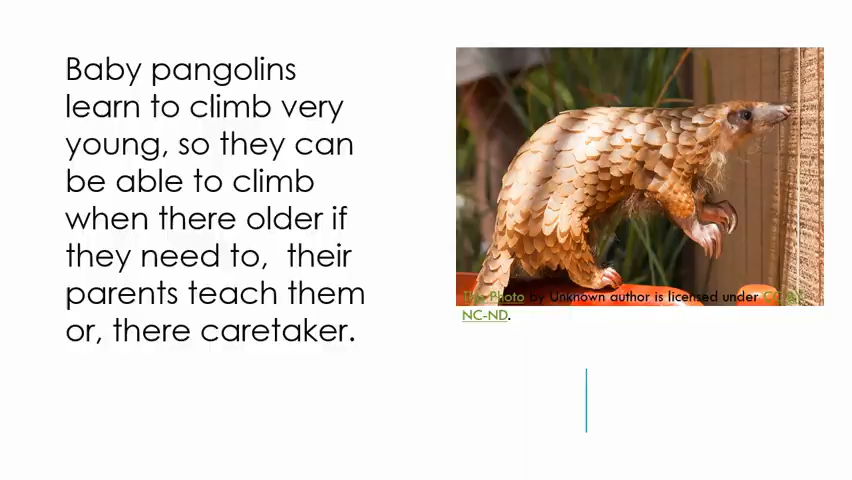 Baby pangolins
learn to climb very
young, so they can
be able to climb
when there older if
they need to,  their
parents teach them
or, there caretaker.
This Photo by Unknown author is licensed under CC BY-
NC-ND.